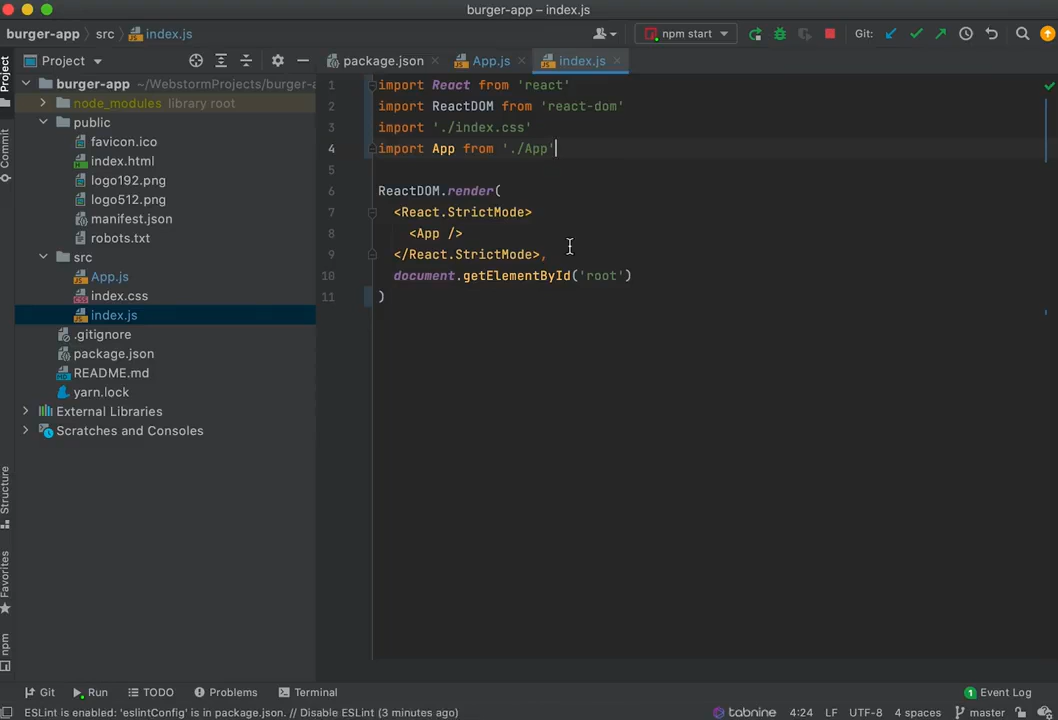 burger-app – index.js
burger-app src index.js npm start Git:
Project Project package.json App.js index.js
burger-app ~/WebstormProjects/burger-a
node_modules library root
public
favicon.ico
index.html
logo192.png
logo512.png
manifest.json
robots.txt
src
App.js
index.css
index.js
.gitignore
package.json
README.md
yarn.lock
External Libraries
Scratches and Consoles
Commit
Structure
Favorites
npm
1 import React from 'react'
2 import ReactDOM from 'react-dom'
3 import './index.css'
4 import App from './App'
5
6 ReactDOM.render(
7 <React.StrictMode>
8 <App />
9 </React.StrictMode>,
10 document.getElementById('root')
11 )
Git Run TODO Problems Terminal 1 Event Log
ESLint is enabled: 'eslintConfig' is in package.json. // Disable ESLint (3 minutes ago) tabnine 4:24 LF UTF-8 4 spaces master